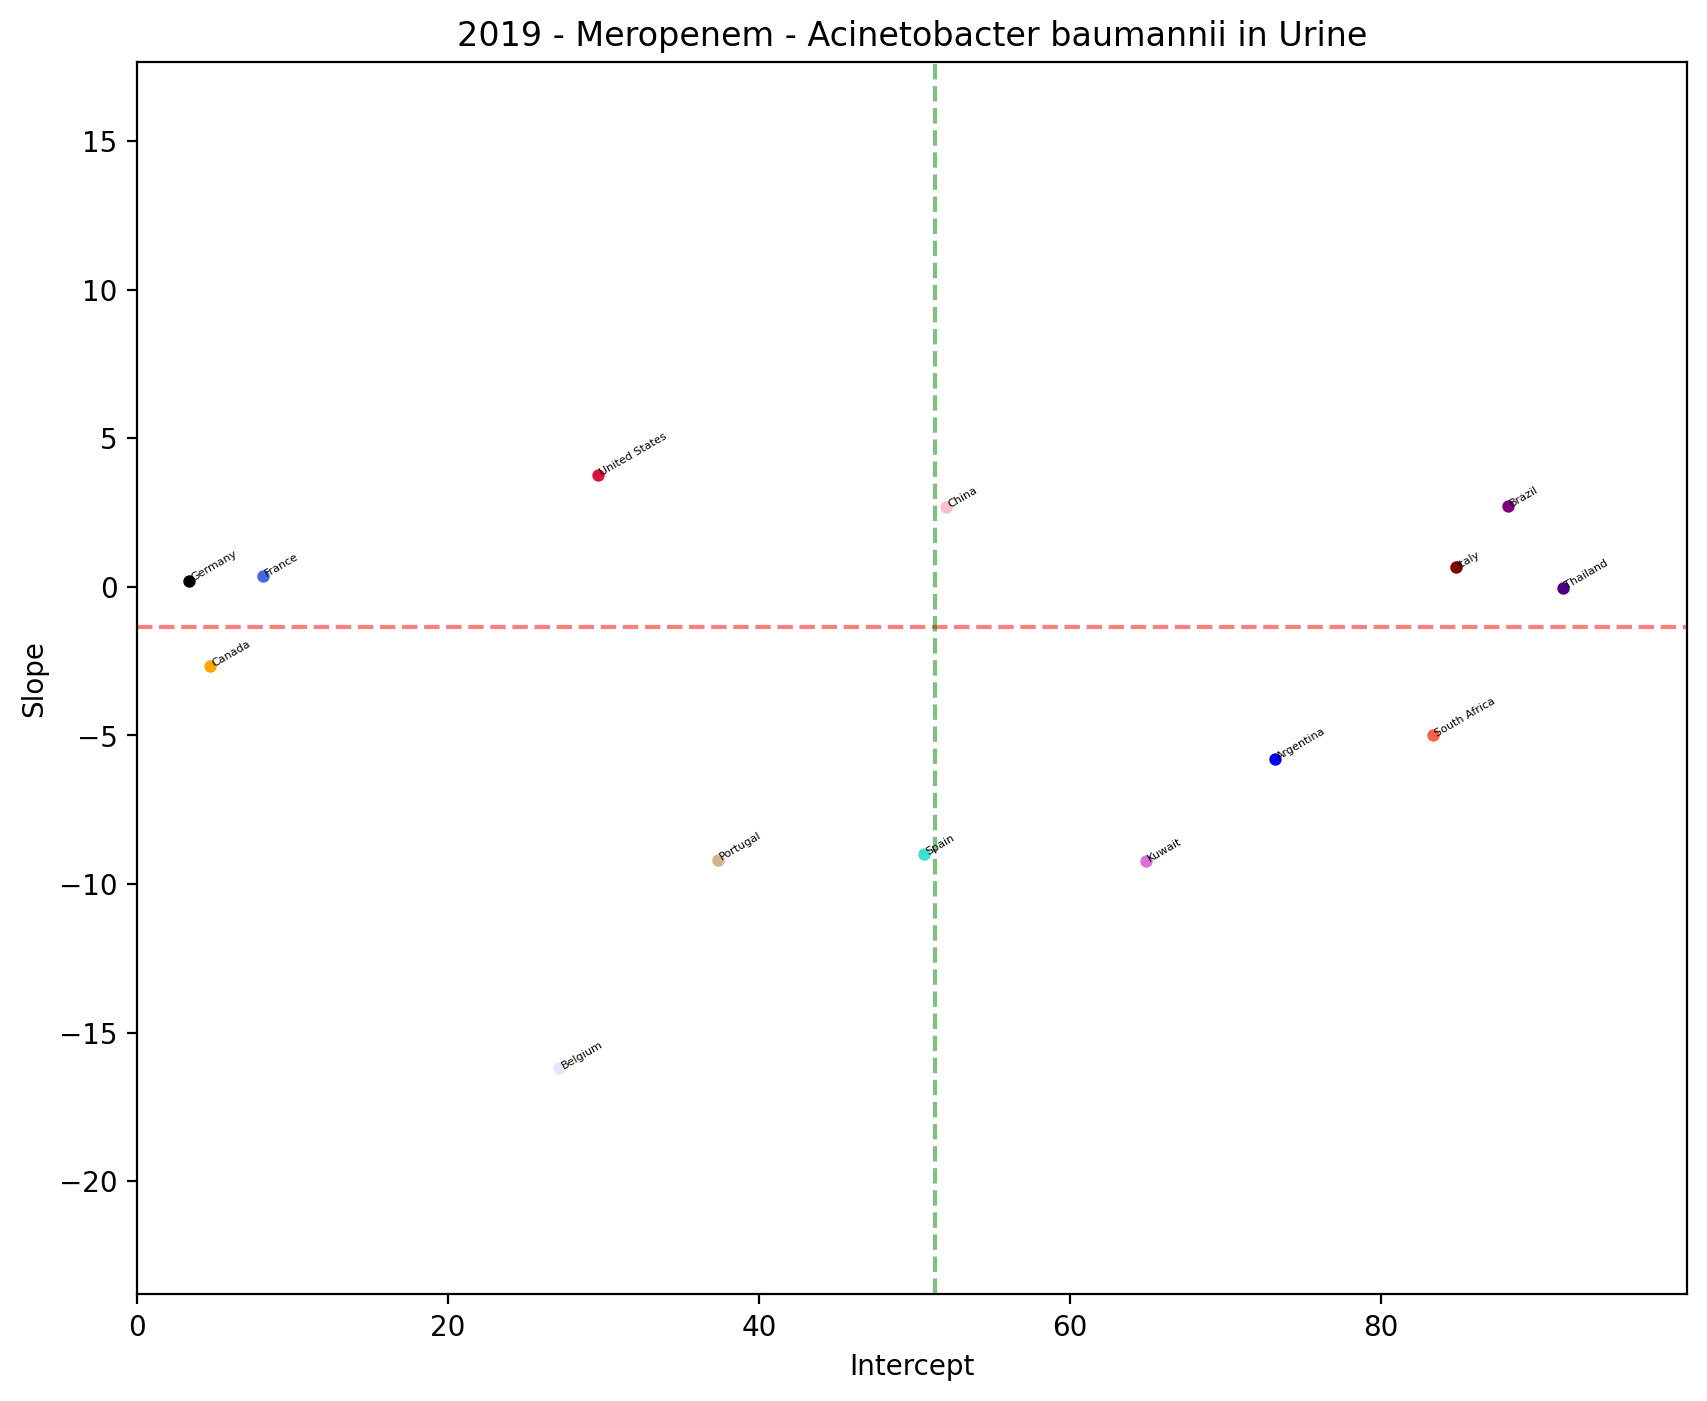 2019 - Meropenem - Acinetobacter baumannii in Urine
15
10
5
0
−5
−10
−15
−20
Slope
United States
China
Brazil
Germany
France
Italy
Thailand
Canada
South Africa
Argentina
Portugal
Spain
Kuwait
Belgium
0
20
40
60
80
Intercept